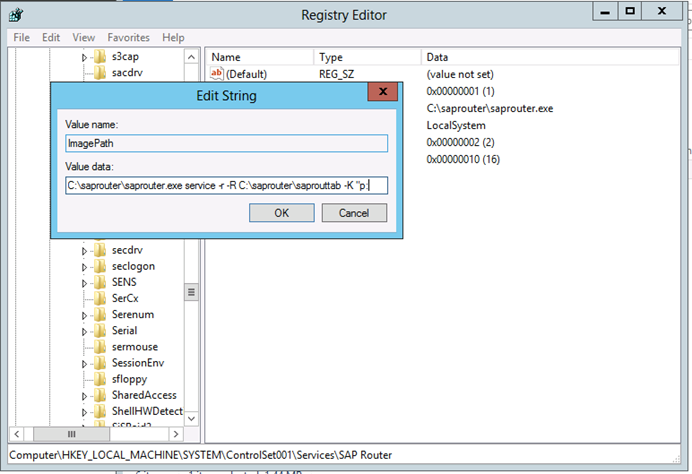 Registry Editor
File Edit View Favorites Help
s3cap
sacdrv
Name Type Data
ab (Default) REG_SZ (value not set)
0x00000001 (1)
C:\saprouter\saprouter.exe
LocalSystem
0x00000002 (2)
0x00000010 (16)
Edit String
Value name:
ImagePath
Value data:
C:\saprouter\saprouter.exe service -r -R C:\saprouter\saprouttab -K "p:
OK Cancel
secdrv
seclogon
SENS
SerCx
Serenum
Serial
sermouse
SessionEnv
sfloppy
SharedAccess
ShellHWDetect
Computer\HKEY_LOCAL_MACHINE\SYSTEM\ControlSet001\Services\SAP Router